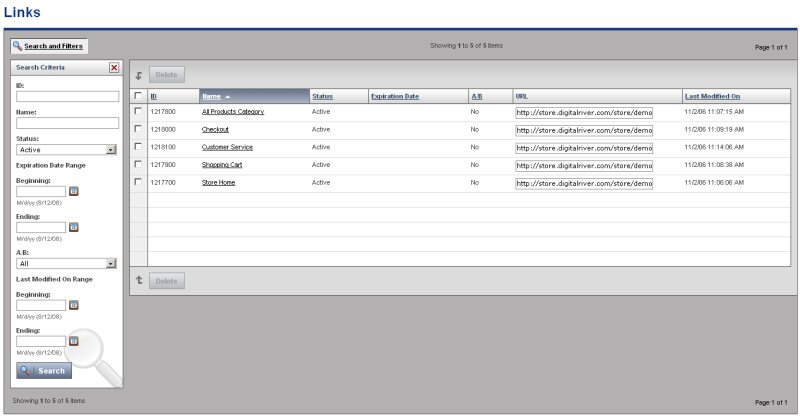 Links
Search and Filters
Showing 1 to 5 of 5 items
Page 1 of 1
Search Criteria
ID:
Name:
Status:
Active
Expiration Date Range
Beginning:
M/d/yy (8/12/08)
Ending:
M/d/yy (8/12/08)
A/B:
All
Last Modified On Range
Beginning:
M/d/yy (8/12/08)
Ending:
M/d/yy (8/12/08)
Search
Delete
ID Name Status Expiration Date A/B URL Last Modified On
1217800 All Products Category Active No http://store.digitalriver.com/store/demo 11/2/06 11:07:15 AM
1218000 Checkout Active No http://store.digitalriver.com/store/demo 11/2/06 11:09:19 AM
1218100 Customer Service Active No http://store.digitalriver.com/store/demo 11/2/06 11:14:06 AM
1217900 Shopping Cart Active No http://store.digitalriver.com/store/demo 11/2/06 11:08:38 AM
1217700 Store Home Active No http://store.digitalriver.com/store/demo 11/2/06 11:06:06 AM
Delete
Showing 1 to 5 of 5 items
Page 1 of 1